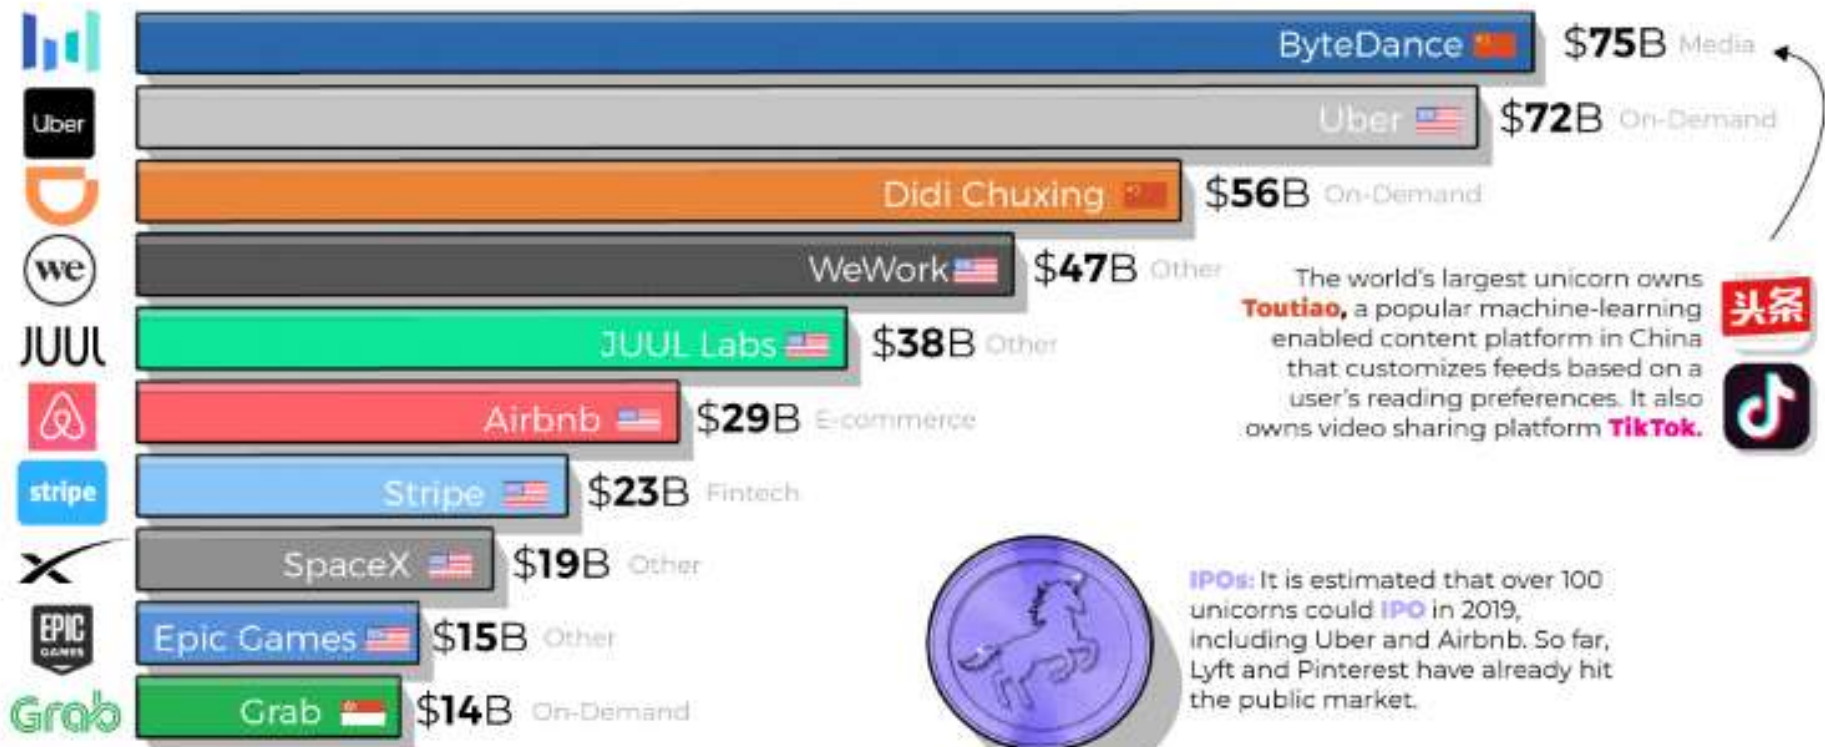 ByteDance $75B Media
Uber
Uber $72B On-Demand
Didi Chuxing $56B On-Demand
we
WeWork $47B Other
JUUL
JUUL Labs $38B Other
Airbnb $29B E-commerce
stripe
Stripe $23B Fintech
SpaceX $19B Other
EPIC
GAMES
Epic Games $15B Other
Grab
Grab $14B On-Demand
The world's largest unicorn owns
Toutiao, a popular machine-learning
enabled content platform in China
that customizes feeds based on a
user's reading preferences. It also
owns video sharing platform TikTok.
头条
IPOs: It is estimated that over 100
unicorns could IPO in 2019,
including Uber and Airbnb. So far,
Lyft and Pinterest have already hit
the public market.